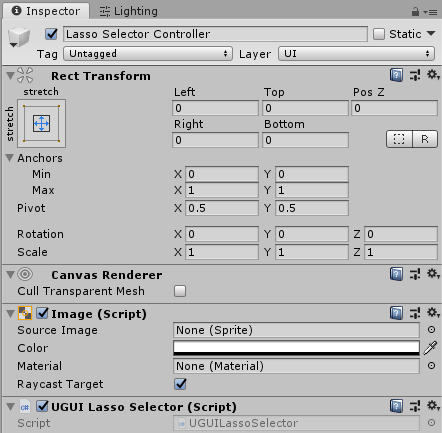 Inspector Lighting
Lasso Selector Controller Static
Tag Untagged Layer UI
Rect Transform
stretch Left Top Pos Z
stretch 0 0 0
Right Bottom
0 0 R
Anchors
Min X 0 Y 0
Max X 1 Y 1
Pivot X 0.5 Y 0.5
Rotation X 0 Y 0 Z 0
Scale X 1 Y 1 Z 1
Canvas Renderer
Cull Transparent Mesh
Image (Script)
Source Image None (Sprite)
Color
Material None (Material)
Raycast Target
UGUI Lasso Selector (Script)
Script UGUILassoSelector